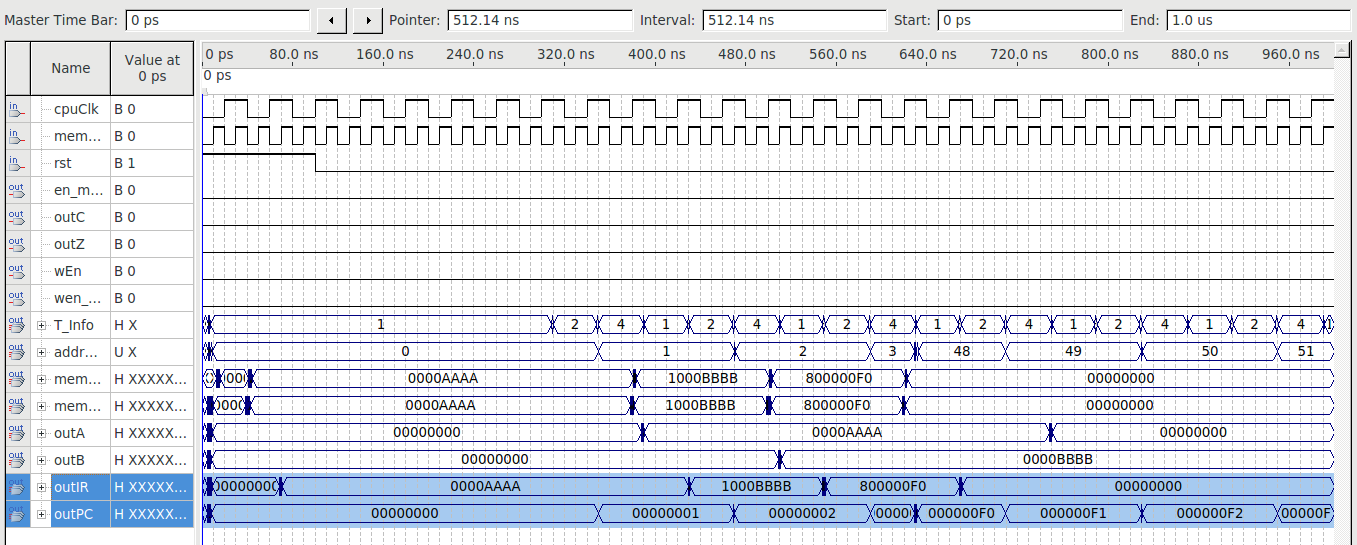 Master Time Bar: 0 ps Pointer: 512.14 ns Interval: 512.14 ns Start: 0 ps End: 1.0 us
Name Value at 0 ps 0 ps 80.0 ns 160.0 ns 240.0 ns 320.0 ns 400.0 ns 480.0 ns 560.0 ns 640.0 ns 720.0 ns 800.0 ns 880.0 ns 960.0 ns
0 ps
in cpuClk B 0
in mem... B 0
in rst B 1
out en_m... B 0
out outC B 0
out outZ B 0
out wEn B 0
out wen_... B 0
out T_Info H X 1 2 4 1 2 4 1 2 4 1 2 4 1 2 4 1 2 4
out addr... U X 0 1 2 3 48 49 50 51
out mem... H XXXXX... 0000AAAA 1000BBBB 800000F0 00000000
out mem... H XXXXX... 0000AAAA 1000BBBB 800000F0 00000000
out outA H XXXXX... 00000000 0000AAAA 00000000
out outB H XXXXX... 00000000 0000BBBB
out outIR H XXXXX... 0000000C 0000AAAA 1000BBBB 800000F0 00000000
out outPC H XXXXX... 00000000 00000001 00000002 0000 000000F0 000000F1 000000F2 00000F